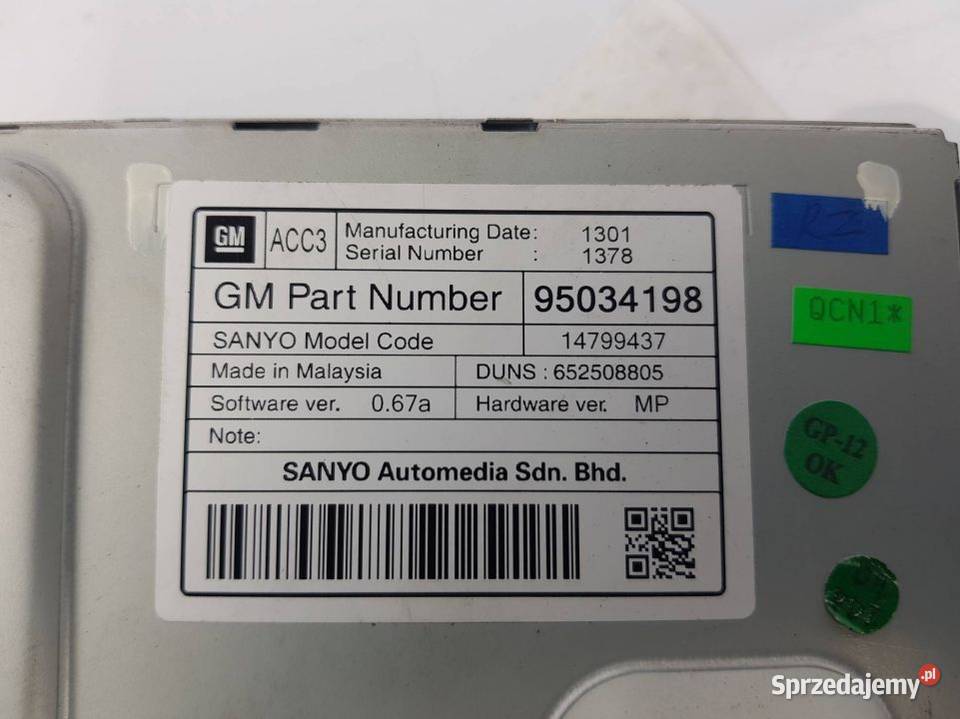 GM ACC3 Manufacturing Date: 1301
Serial Number : 1378
GM Part Number 95034198
SANYO Model Code 14799437
Made in Malaysia DUNS : 652508805
Software ver. 0.67a Hardware ver. MP
Note:
SANYO Automedia Sdn. Bhd.
RZ
QCN1*
GP-12
OK
Sprzedajemy.pl